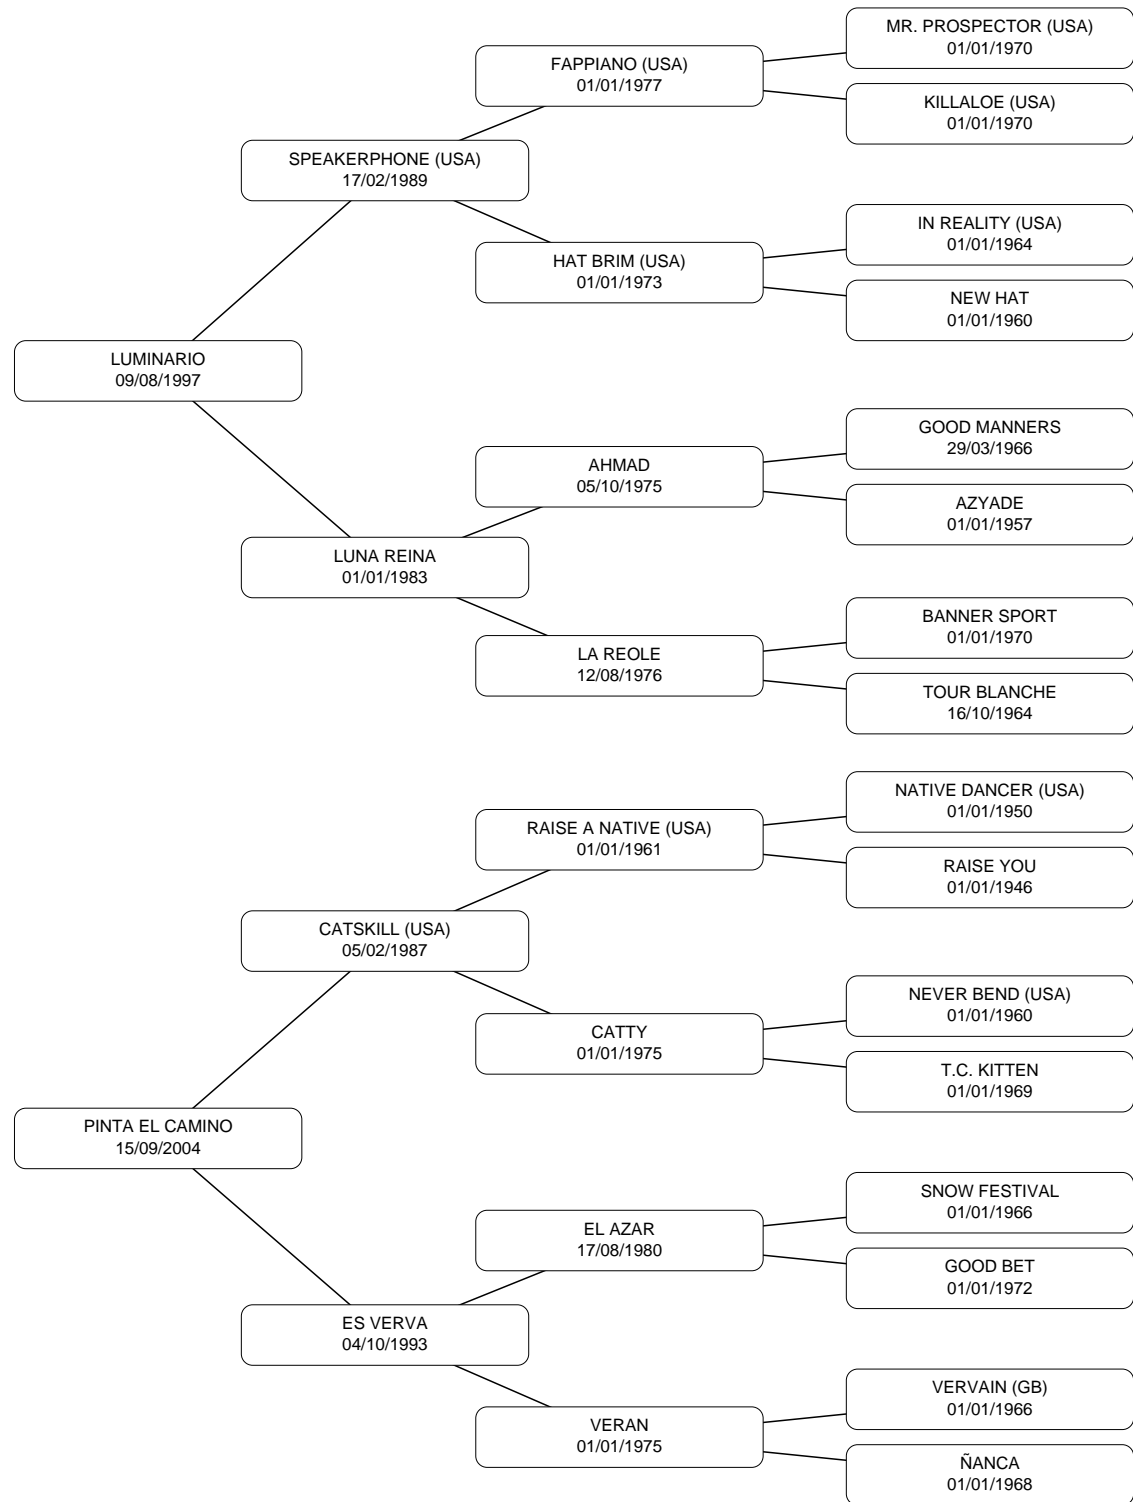 MR. PROSPECTOR (USA)
01/01/1970
FAPPIANO (USA)
01/01/1977
KILLALOE (USA)
01/01/1970
SPEAKERPHONE (USA)
17/02/1989
IN REALITY (USA)
01/01/1964
HAT BRIM (USA)
01/01/1973
NEW HAT
01/01/1960
LUMINARIO
09/08/1997
GOOD MANNERS
29/03/1966
AHMAD
05/10/1975
AZYADE
01/01/1957
LUNA REINA
01/01/1983
BANNER SPORT
01/01/1970
LA REOLE
12/08/1976
TOUR BLANCHE
16/10/1964
NATIVE DANCER (USA)
01/01/1950
RAISE A NATIVE (USA)
01/01/1961
RAISE YOU
01/01/1946
CATSKILL (USA)
05/02/1987
NEVER BEND (USA)
01/01/1960
CATTY
01/01/1975
T.C. KITTEN
01/01/1969
PINTA EL CAMINO
15/09/2004
SNOW FESTIVAL
01/01/1966
EL AZAR
17/08/1980
GOOD BET
01/01/1972
ES VERVA
04/10/1993
VERVAIN (GB)
01/01/1966
VERAN
01/01/1975
ÑANCA
01/01/1968